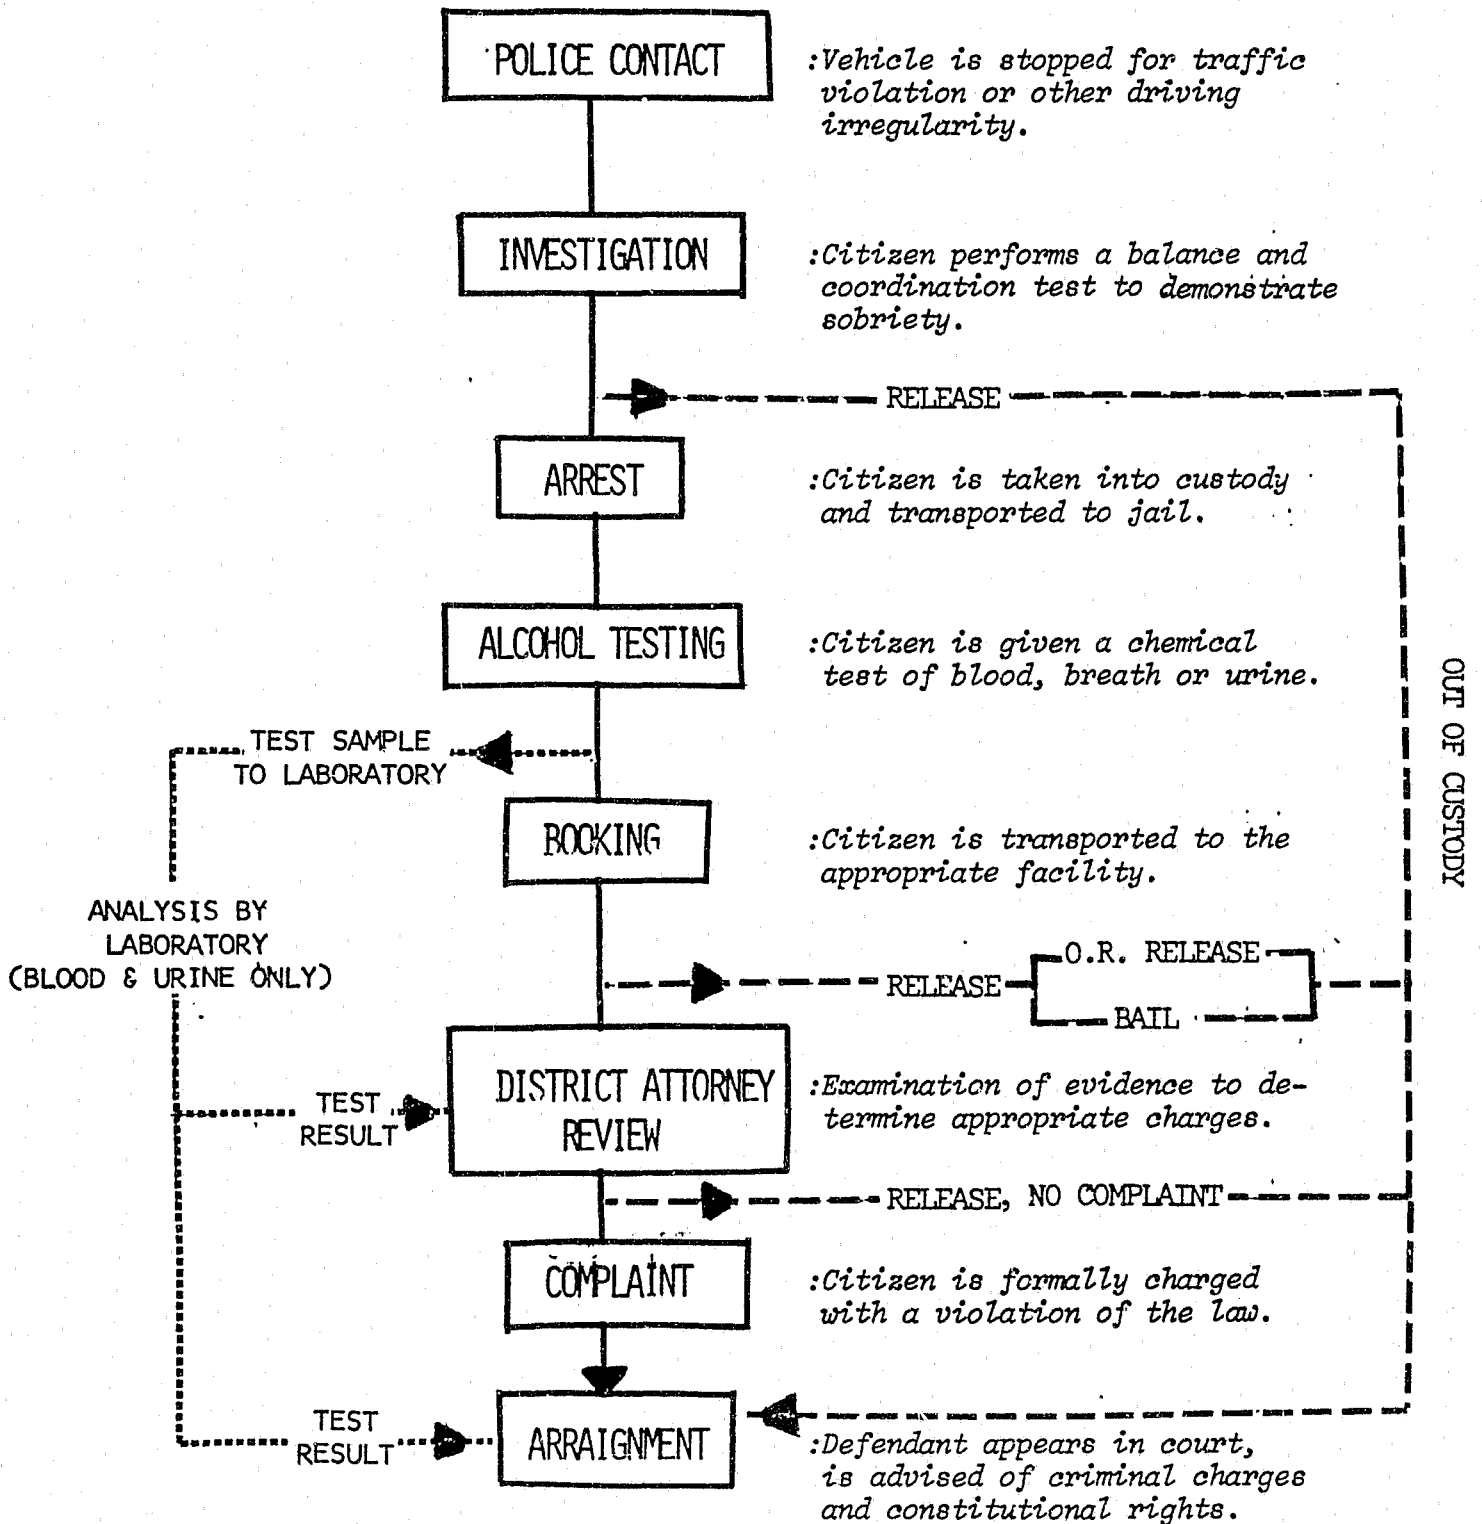 POLICE CONTACT
:Vehicle is stopped for traffic
violation or other driving
irregularity.
INVESTIGATION
:Citizen performs a balance and
coordination test to demonstrate
sobriety.
RELEASE
ARREST
:Citizen is taken into custody
and transported to jail.
ALCOHOL TESTING
:Citizen is given a chemical
test of blood, breath or urine.
OUT OF CUSTODY
TEST SAMPLE
TO LABORATORY
BOOKING
:Citizen is transported to the
appropriate facility.
ANALYSIS BY
LABORATORY
(BLOOD & URINE ONLY)
RELEASE
O.R. RELEASE
BAIL
DISTRICT ATTORNEY
REVIEW
:Examination of evidence to de-
termine appropriate charges.
TEST
RESULT
RELEASE, NO COMPLAINT
COMPLAINT
:Citizen is formally charged
with a violation of the law.
TEST
RESULT
ARRAIGNMENT
:Defendant appears in court,
is advised of criminal charges
and constitutional rights.